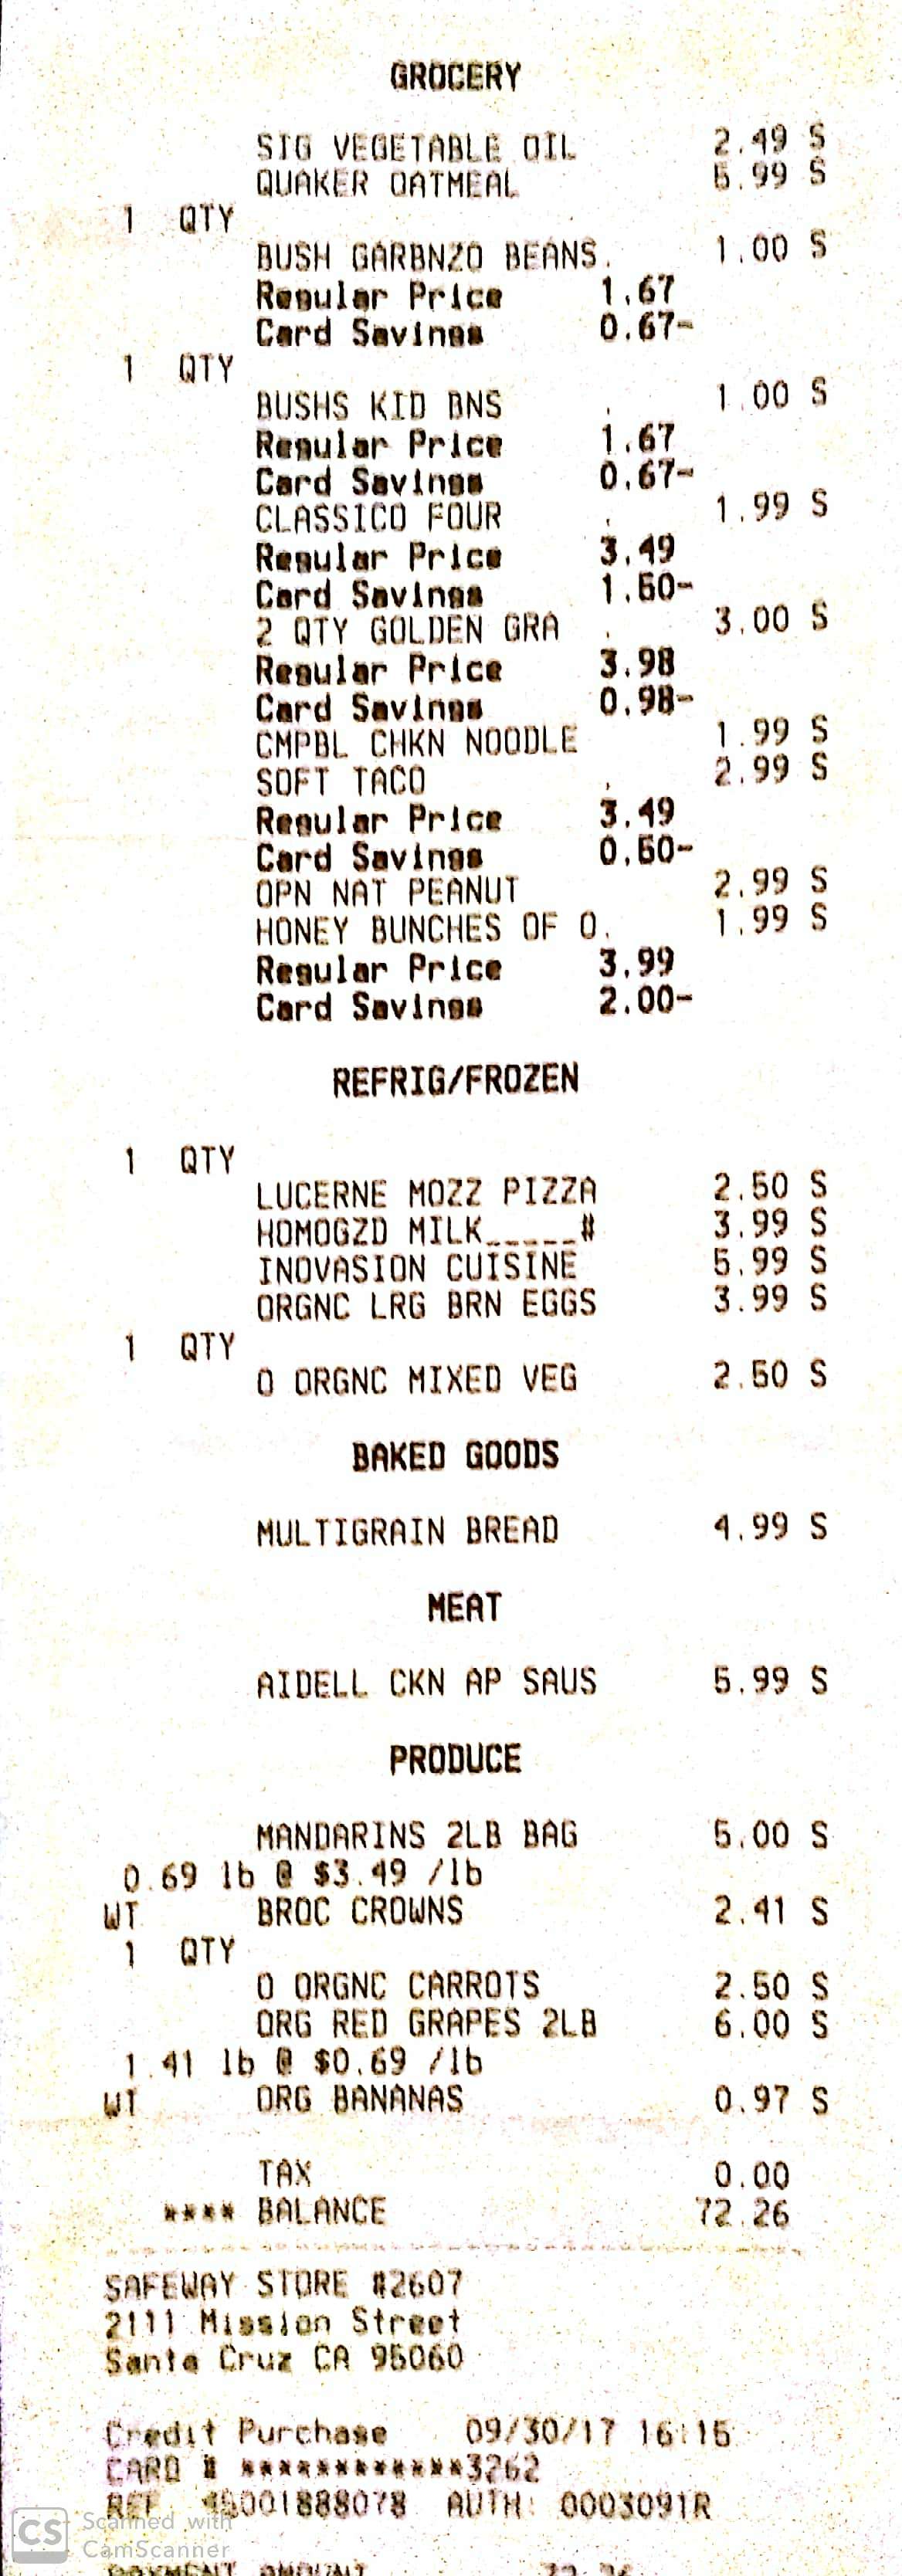 GROCERY
SIG VEGETABLE OIL 2.49 S
QUAKER OATMEAL 5.99 S
1 QTY
BUSH GARBNZO BEANS. 1.00 S
Regular Price 1.67
Card Savings 0.67-
1 QTY
BUSHS KID BNS . 1.00 S
Regular Price 1.67
Card Savings 0.67-
CLASSICO FOUR . 1.99 S
Regular Price 3.49
Card Savings 1.50-
2 QTY GOLDEN GRA . 3.00 S
Regular Price 3.98
Card Savings 0.98-
CMPBL CHKN NOODLE 1.99 S
SOFT TACO . 2.99 S
Regular Price 3.49
Card Savings 0.50-
OPN NAT PEANUT 2.99 S
HONEY BUNCHES OF O. 1.99 S
Regular Price 3.99
Card Savings 2.00-
REFRIG/FROZEN
1 QTY
LUCERNE MOZZ PIZZA 2.50 S
HOMOGZD MILK_____# 3.99 S
INOVASION CUISINE 5.99 S
ORGNC LRG BRN EGGS 3.99 S
1 QTY
O ORGNC MIXED VEG 2.50 S
BAKED GOODS
MULTIGRAIN BREAD 4.99 S
MEAT
AIDELL CKN AP SAUS 5.99 S
PRODUCE
MANDARINS 2LB BAG 5.00 S
0.69 lb @ $3.49 /lb
WT BROC CROWNS 2.41 S
1 QTY
O ORGNC CARROTS 2.50 S
ORG RED GRAPES 2LB 6.00 S
1.41 lb @ $0.69 /lb
WT ORG BANANAS 0.97 S
TAX 0.00
**** BALANCE 72.26
SAFEWAY STORE #2607
2111 Mission Street
Santa Cruz CA 95060
Credit Purchase 09/30/17 16:15
CARD # ************3262
REF: 45001888078 AUTH: 0003091R
PAYMENT AMOUNT 72.26
CS Scanned with
CamScanner